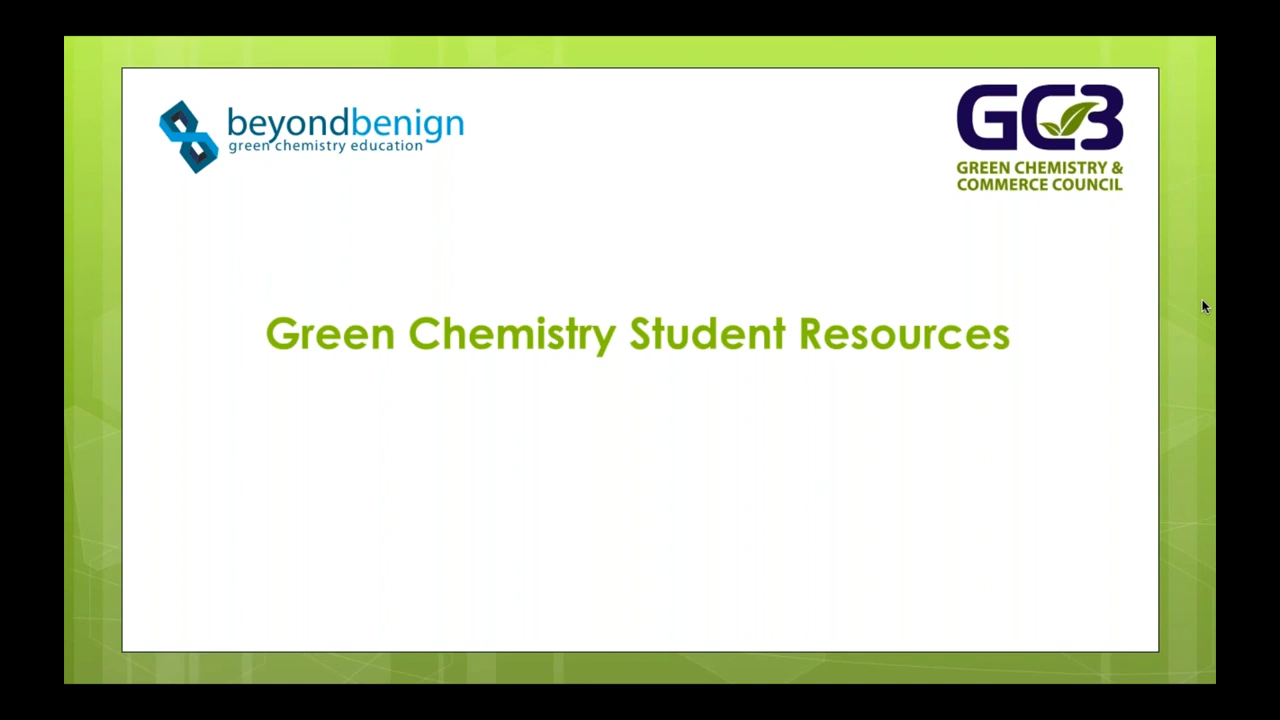 beyondbenign
green chemistry education
GC3
GREEN CHEMISTRY &
COMMERCE COUNCIL
Green Chemistry Student Resources